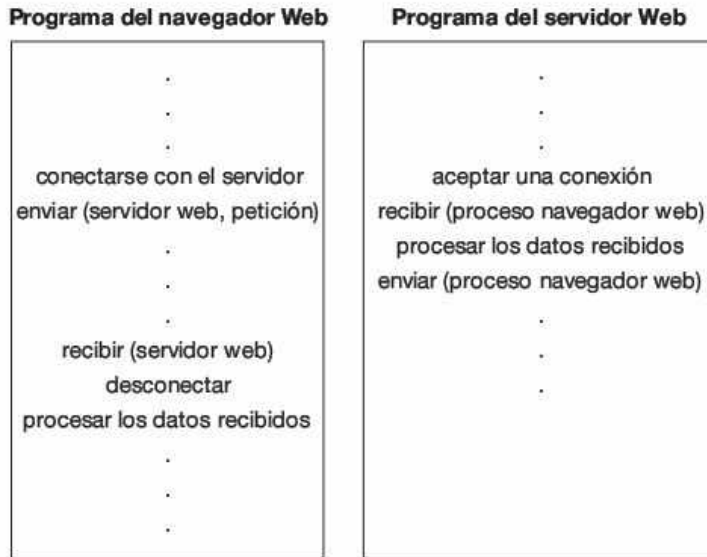 Programa del navegador Web
.
.
.
conectarse con el servidor
enviar (servidor web, petición)
.
.
.
recibir (servidor web)
desconectar
procesar los datos recibidos
.
.
.
Programa del servidor Web
.
.
.
aceptar una conexión
recibir (proceso navegador web)
procesar los datos recibidos
enviar (proceso navegador web)
.
.
.